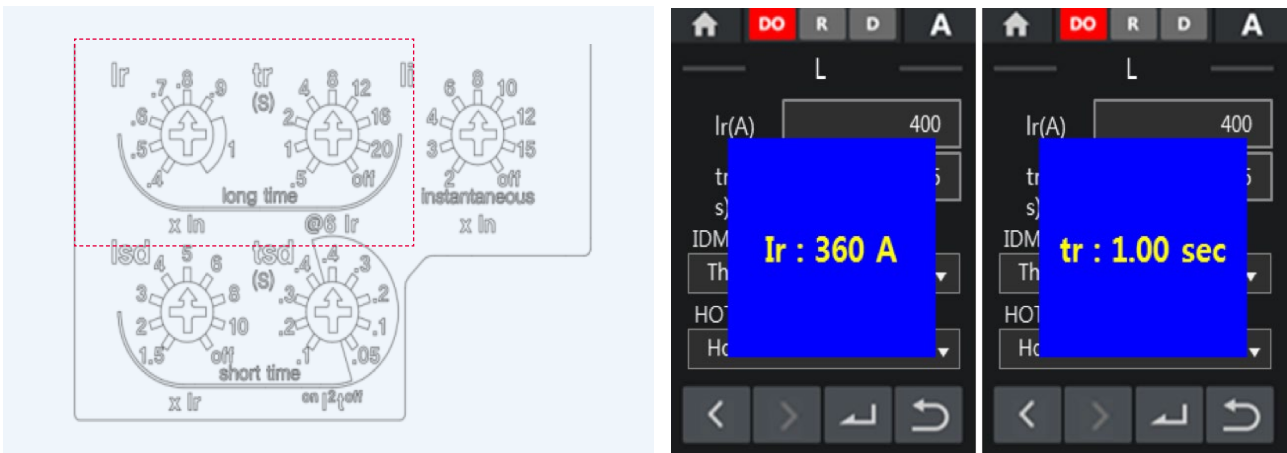 Ir
.4 .5 .6 .7 .8 .9 1
tr
(S)
.5 1 2 4 8 12 16 20 off
long time
x In
@6 Ir
Ii
2 3 4 6 8 10 12 15 off
instantaneous
x In
Isd
1.5 2 3 4 5 6 8 10 off
tsd
(S)
.1 .2 .3 .4 .4 .3 .2 .1 .05
short time
x Ir
on I²t off
DO R D A
L
Ir(A) 400
tr
s)
IDM
Th
HOT
Ho
Ir : 360 A
DO R D A
L
Ir(A) 400
tr
s)
IDM
Th
HOT
Ho
tr : 1.00 sec